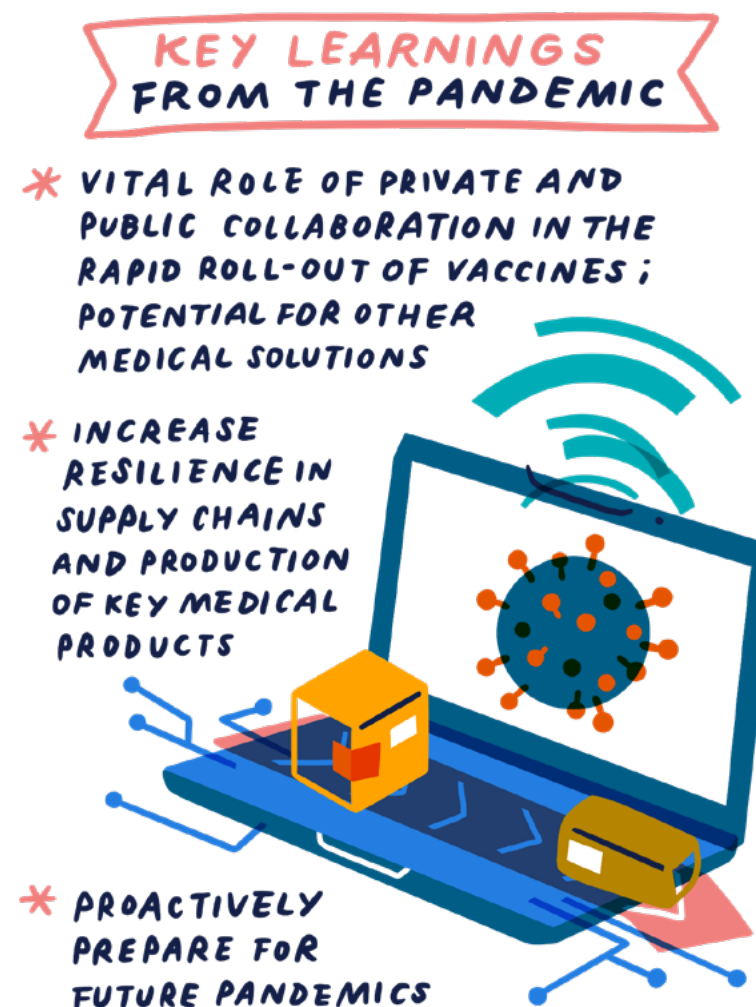 KEY LEARNINGS
FROM THE PANDEMIC
* VITAL ROLE OF PRIVATE AND
PUBLIC COLLABORATION IN THE
RAPID ROLL-OUT OF VACCINES;
POTENTIAL FOR OTHER
MEDICAL SOLUTIONS
* INCREASE
RESILIENCE IN
SUPPLY CHAINS
AND PRODUCTION
OF KEY MEDICAL
PRODUCTS
* PROACTIVELY
PREPARE FOR
FUTURE PANDEMICS